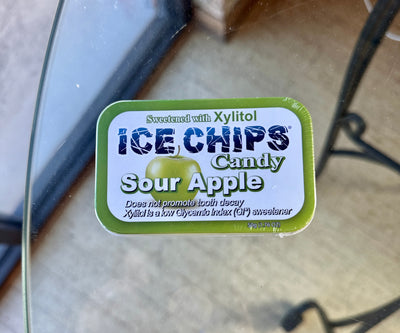 Sweetened with Xylitol
ICE CHIPS®
Candy
Sour Apple
Does not promote tooth decay
Xylitol is a low Glycemic Index (GI*) sweetener